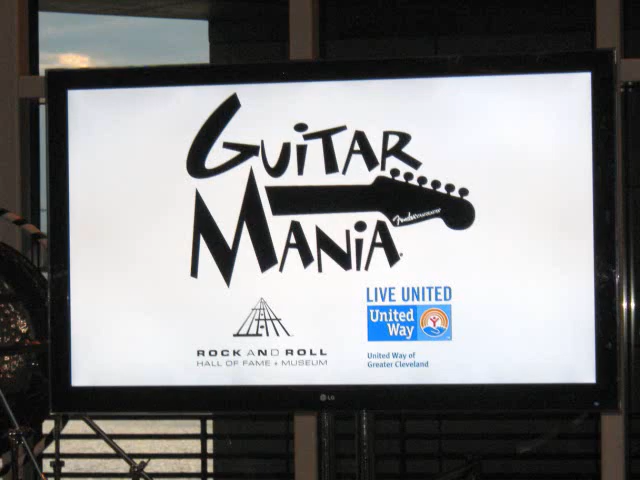 GUITAR
MANIA
Fender
LIVE UNITED
United
Way
ROCK AND ROLL
HALL OF FAME + MUSEUM
United Way of
Greater Cleveland
LG